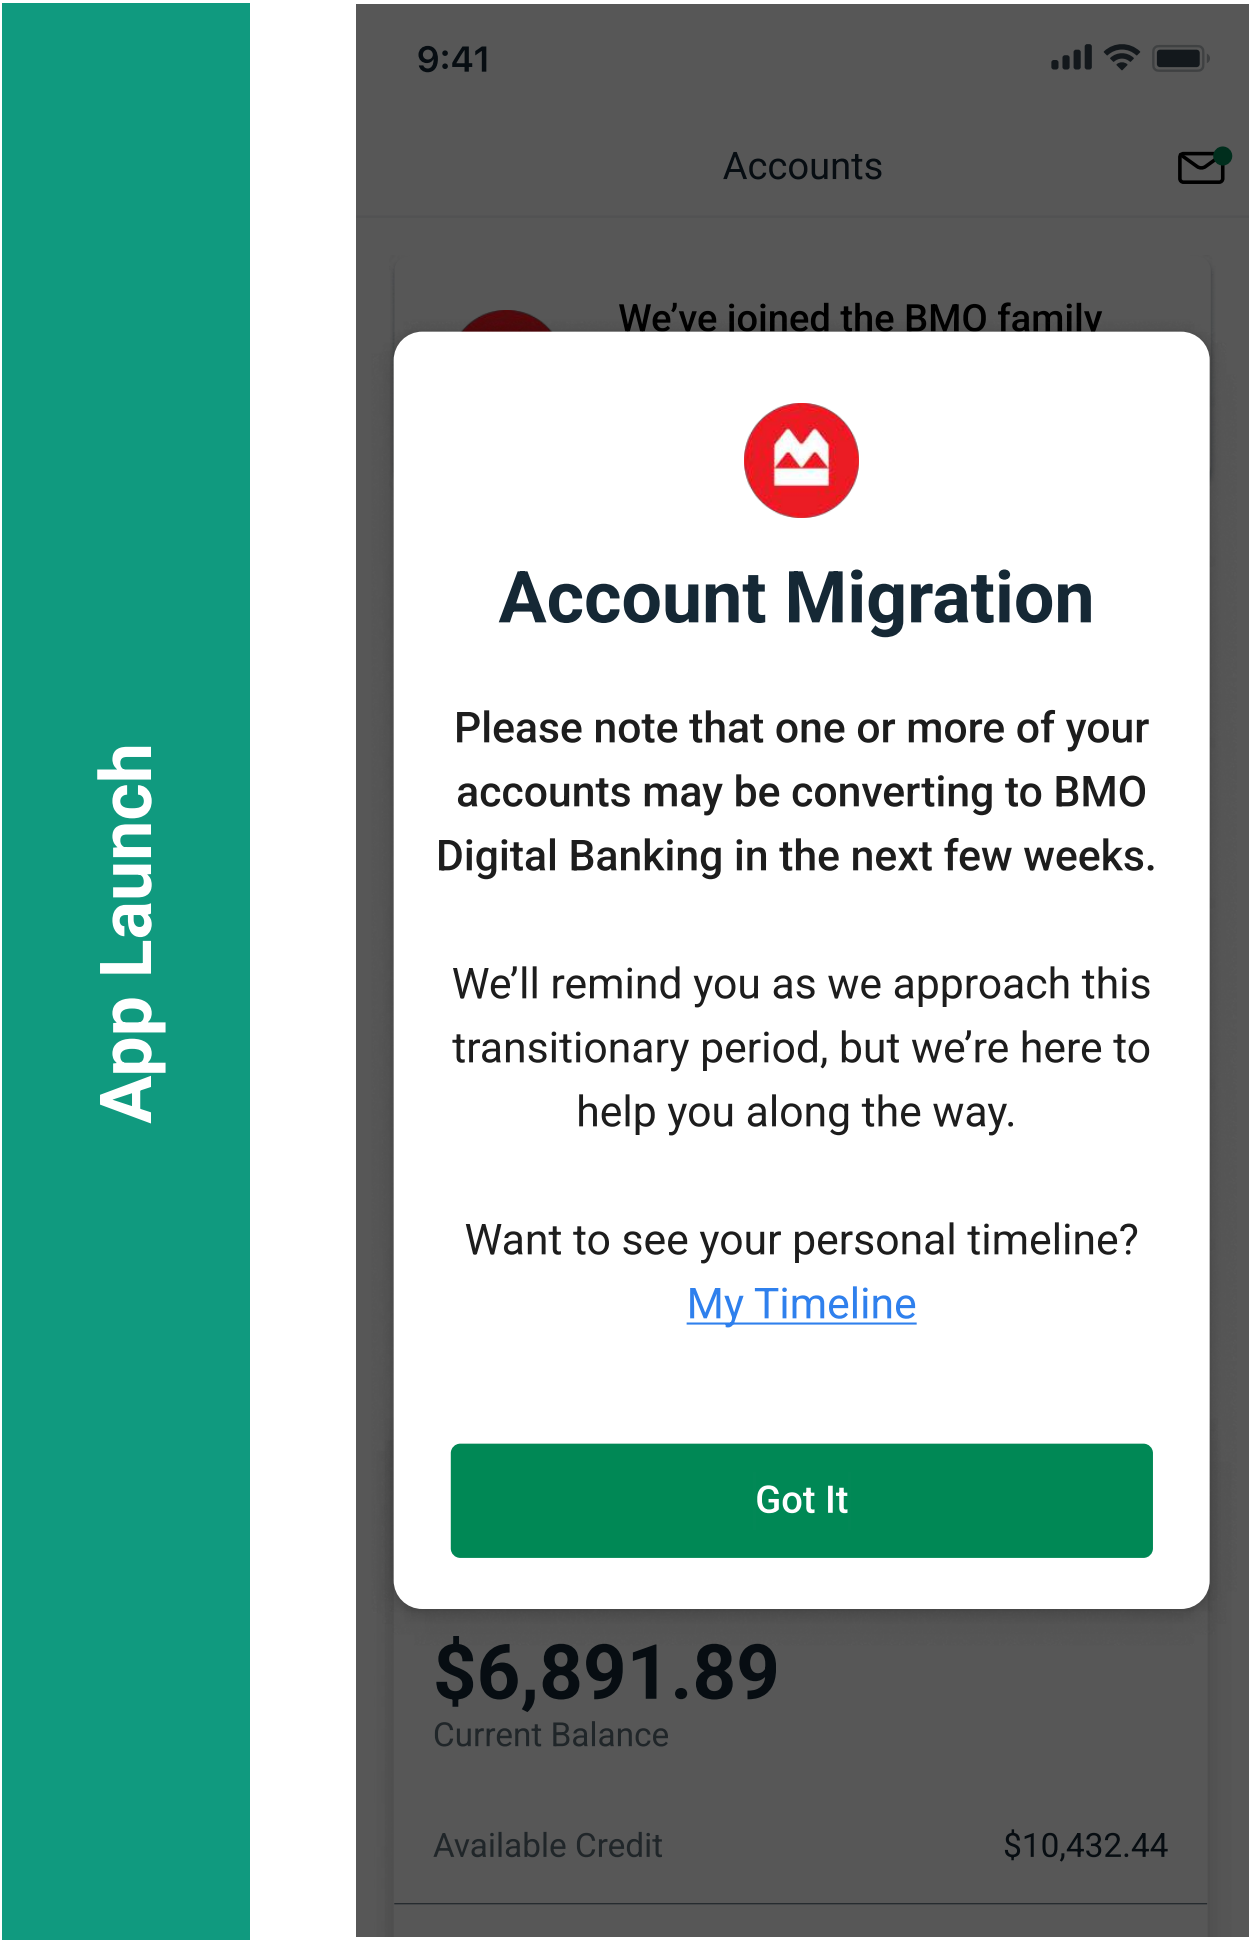 App Launch
9:41
Accounts
We’ve joined the BMO family
Account Migration
Please note that one or more of your
accounts may be converting to BMO
Digital Banking in the next few weeks.
We’ll remind you as we approach this
transitionary period, but we’re here to
help you along the way.
Want to see your personal timeline?
My Timeline
Got It
$6,891.89
Current Balance
Available Credit $10,432.44